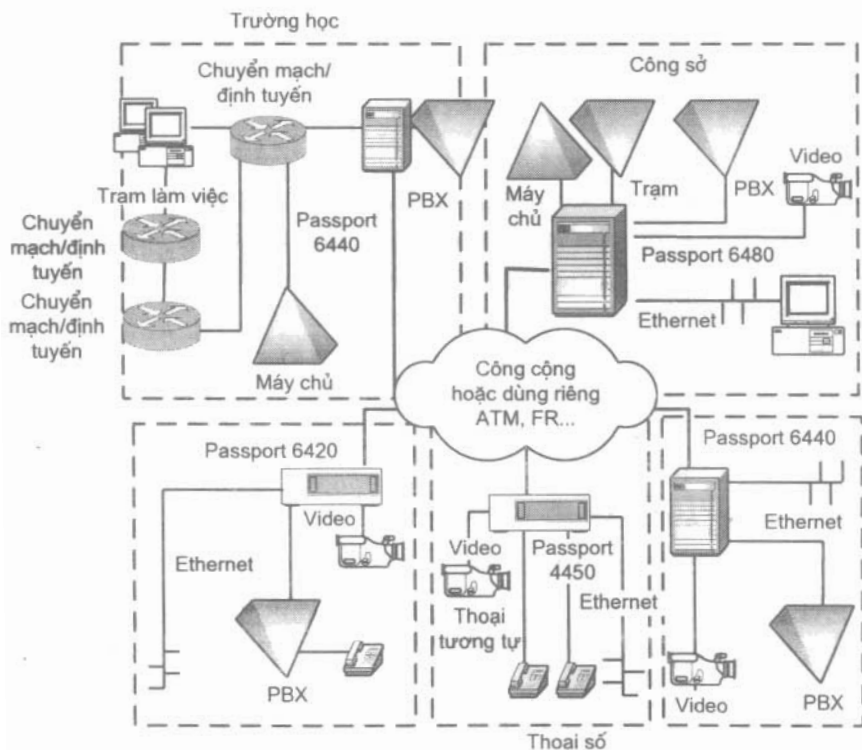 Trường học
Chuyển mạch/
định tuyến
Trạm làm việc
Chuyển
mạch/định
tuyến
Chuyển
mạch/định
tuyến
Passport
6440
PBX
Máy chủ
Công sở
Máy
chủ
Trạm
PBX
Video
Passport 6480
Ethernet
Công cộng
hoặc dùng riêng
ATM, FR...
Passport 6420
Video
Ethernet
PBX
Video
Passport
4450
Thoại
tương tự
Ethernet
Thoai số
Passport 6440
Ethernet
Video
PBX